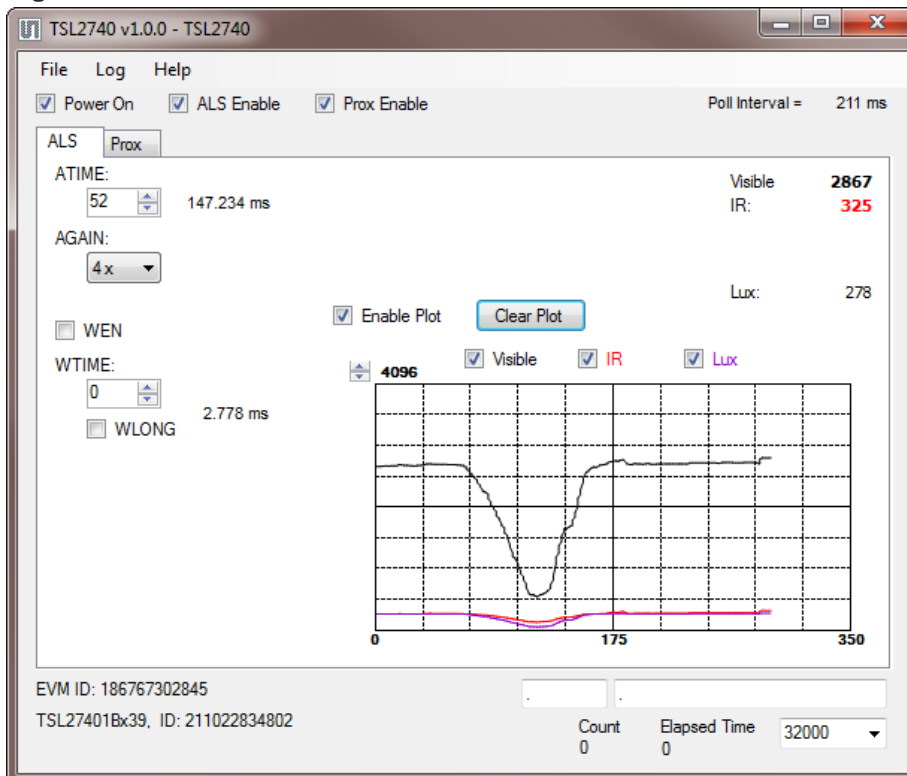 TSL2740 v1.0.0 - TSL2740
File Log Help
Power On ALS Enable Prox Enable Poll Interval = 211 ms
ALS Prox
ATIME:
52 147.234 ms
Visible 2867
IR: 325
AGAIN:
4 x
Lux: 278
Enable Plot Clear Plot
WEN
WTIME:
0
2.778 ms
WLONG
4096 Visible IR Lux
0 175 350
EVM ID: 186767302845 . .
TSL27401Bx39, ID: 211022834802
Count Elapsed Time 32000
0 0